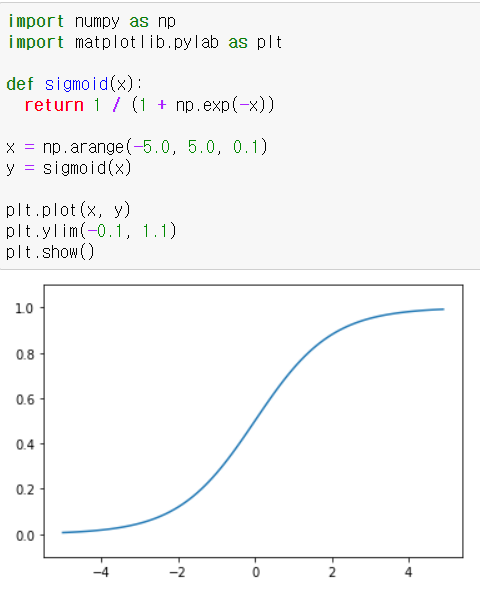 import numpy as np
import matplotlib.pylab as plt
def sigmoid(x):
  return 1 / (1 + np.exp(-x))
x = np.arange(-5.0, 5.0, 0.1)
y = sigmoid(x)
plt.plot(x, y)
plt.ylim(-0.1, 1.1)
plt.show()
1.0
0.8
0.6
0.4
0.2
0.0
−4 −2 0 2 4